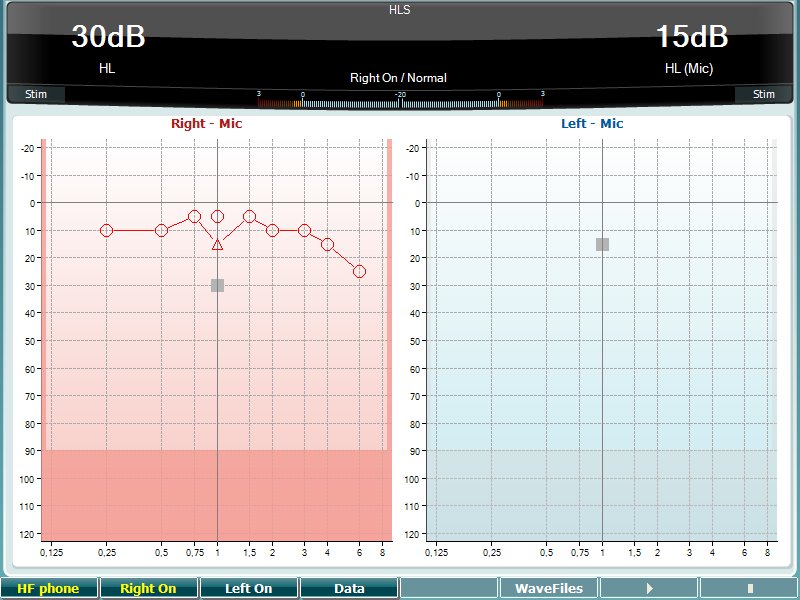 HLS
30dB
15dB
HL
HL (Mic)
Right On / Normal
Stim
3 0 -20 0 3
Stim
Right - Mic
Left - Mic
-20
-10
0
10
20
30
40
50
60
70
80
90
100
110
120
0,125 0,25 0,5 0,75 1 1,5 2 3 4 6 8
-20
-10
0
10
20
30
40
50
60
70
80
90
100
110
120
0,125 0,25 0,5 0,75 1 1,5 2 3 4 6 8
HF phone Right On Left On Data WaveFiles